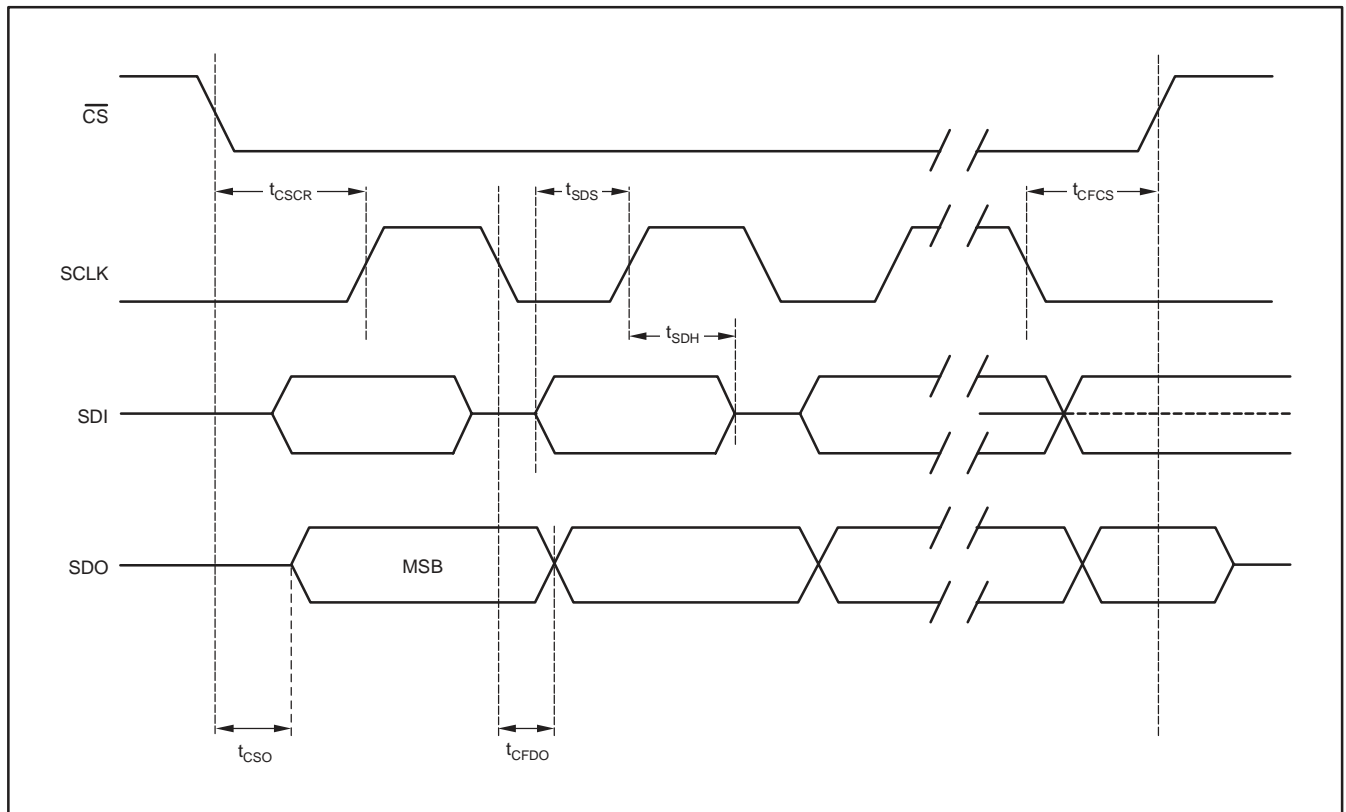 CS
tCSCR
tSDS
tCFCS
SCLK
tSDH
SDI
SDO
MSB
tCSO
tCFDO